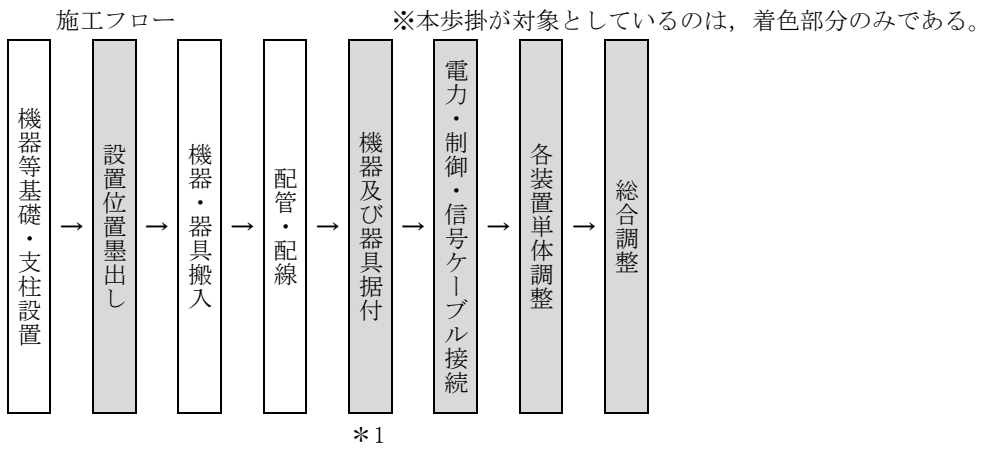 施工フロー
※本歩掛が対象としているのは，着色部分のみである。
機器等基礎・支柱設置
→
設置位置墨出し
→
機器・器具搬入
→
配管・配線
→
機器及び器具据付
→
電力・制御・信号ケーブル接続
→
各装置単体調整
→
総合調整
＊1